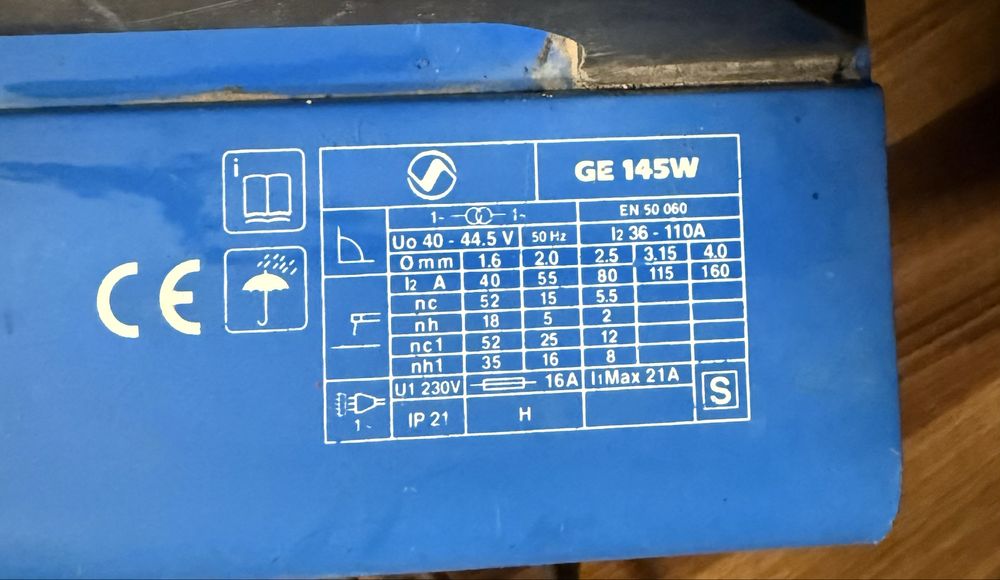 i
GE 145W
1~ 1~ EN 50 060
Uo 40 - 44.5 V 50 Hz I2 36 - 110A
O mm 1.6 2.0 2.5 3.15 4.0
I2 A 40 55 80 115 160
nc 52 15 5.5
nh 18 5 2
nc1 52 25 12
nh1 35 16 8
U1 230V 16A I1Max 21A
S
1~ IP 21 H
CE